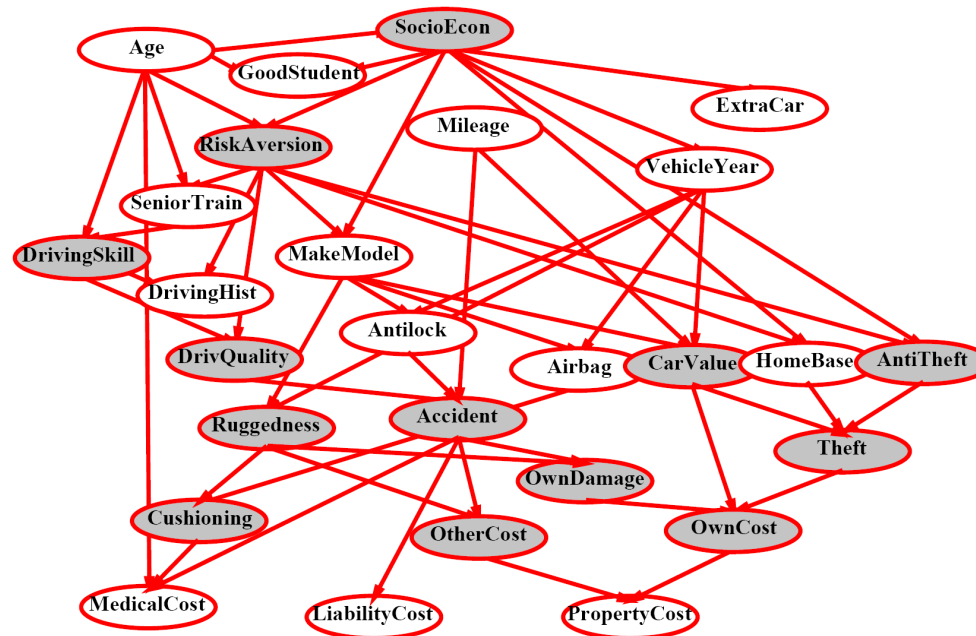 SocioEcon
Age
GoodStudent
ExtraCar
Mileage
RiskAversion
VehicleYear
SeniorTrain
DrivingSkill
MakeModel
DrivingHist
Antilock
DrivQuality
Airbag
CarValue
HomeBase
AntiTheft
Ruggedness
Accident
Theft
OwnDamage
Cushioning
OtherCost
OwnCost
MedicalCost
LiabilityCost
PropertyCost